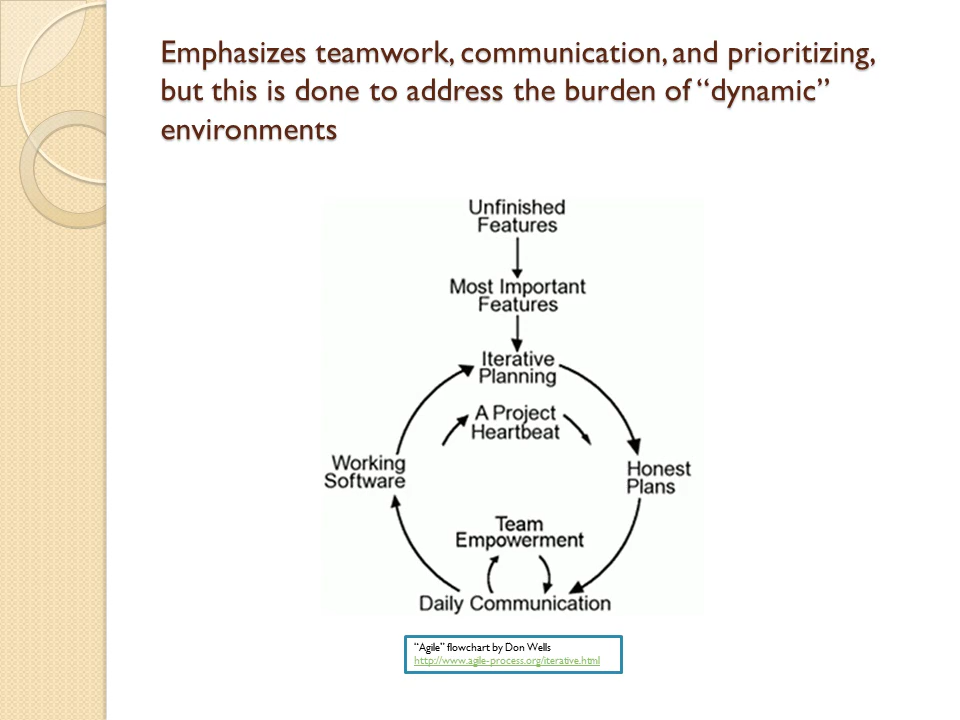 Emphasizes teamwork, communication, and prioritizing,
but this is done to address the burden of “dynamic”
environments
Unfinished
Features
Most Important
Features
Iterative
Planning
A Project
Heartbeat
Working
Software
Honest
Plans
Team
Empowerment
Daily Communication
“Agile” flowchart by Don Wells
http://www.agile-process.org/iterative.html